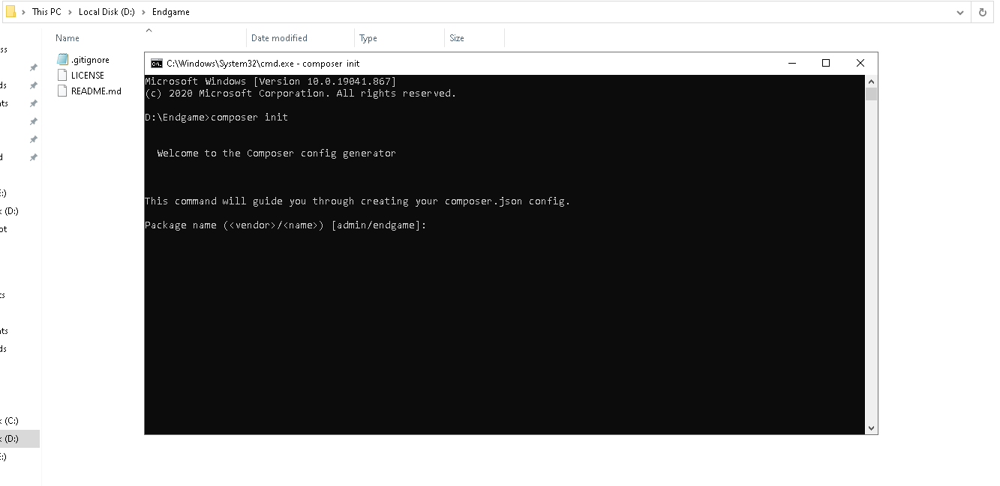 This PC > Local Disk (D:) > Endgame
Name Date modified Type Size
ss
.gitignore
LICENSE
ds
README.md
nts
d
E:)
k (D:)
ot
cs
nts
ds
k (C:)
k (D:)
E:)
C:\Windows\System32\cmd.exe - composer init
Microsoft Windows [Version 10.0.19041.867]
(c) 2020 Microsoft Corporation. All rights reserved.
D:\Endgame>composer init
Welcome to the Composer config generator
This command will guide you through creating your composer.json config.
Package name (<vendor>/<name>) [admin/endgame]: